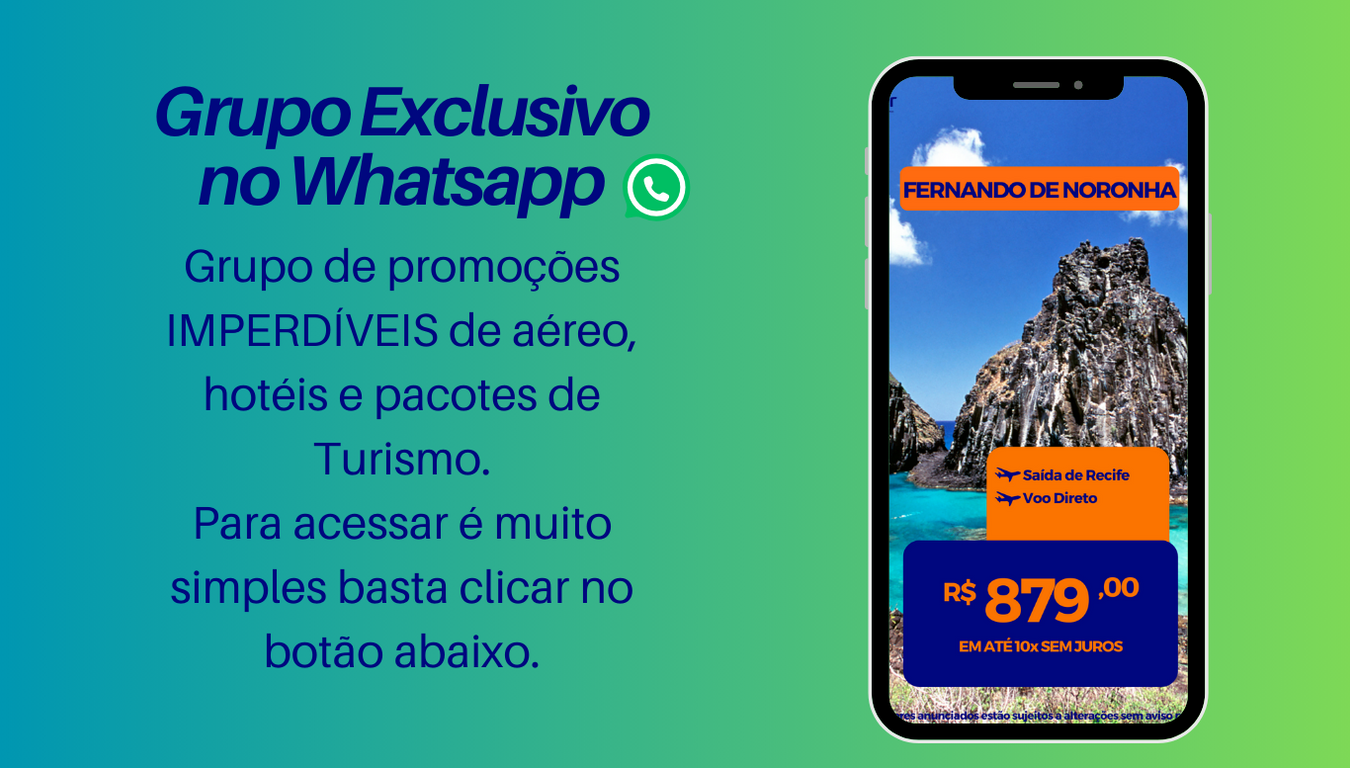 Grupo Exclusivo
no Whatsapp
Grupo de promoções
IMPERDÍVEIS de aéreo,
hotéis e pacotes de
Turismo.
Para acessar é muito
simples basta clicar no
botão abaixo.
FERNANDO DE NORONHA
Saída de Recife
Voo Direto
R$ 879,00
EM ATÉ 10x SEM JUROS
anunciados estão sujeitos a alterações sem aviso